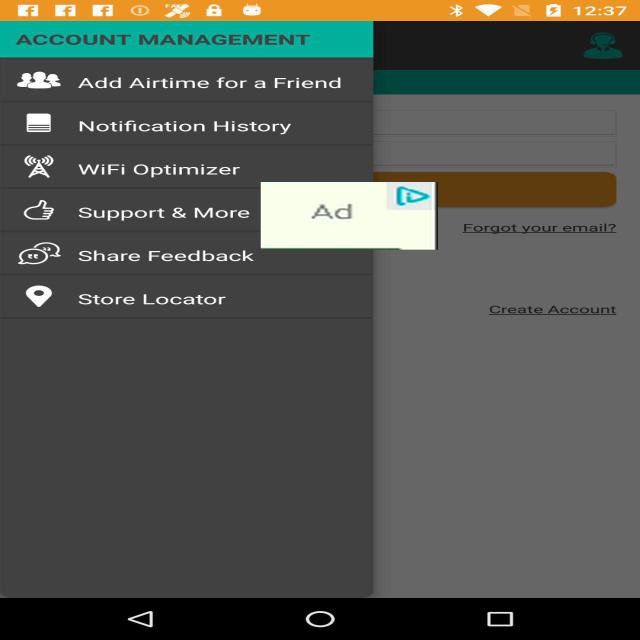 12:37
ACCOUNT MANAGEMENT
Add Airtime for a Friend
Notification History
WiFi Optimizer
Ad
Support & More
Forgot your email?
Share Feedback
Store Locator
Create Account